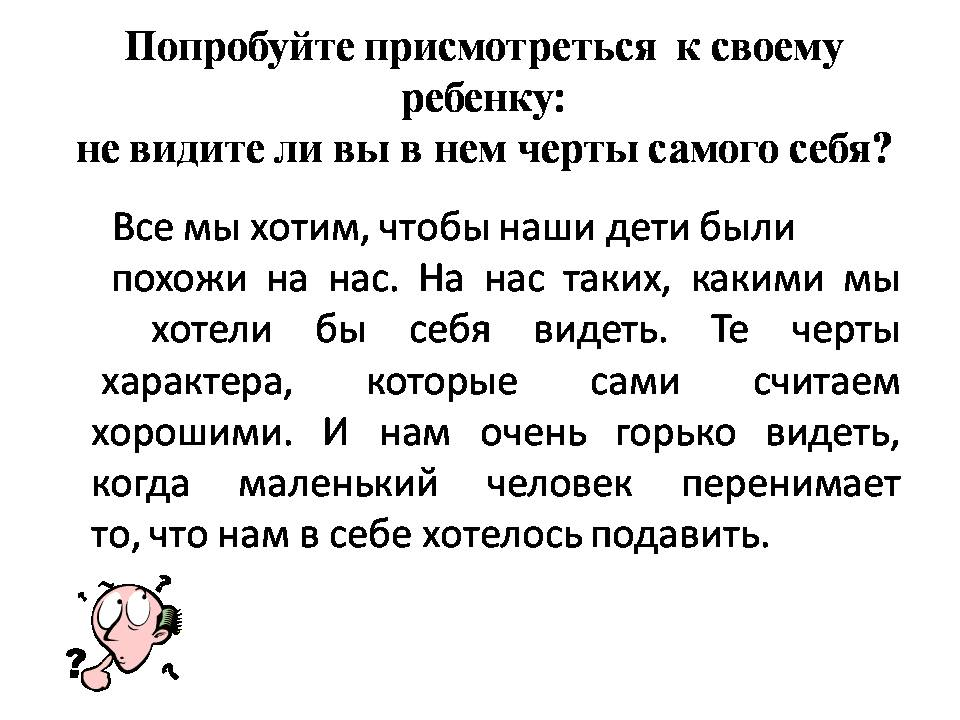 Попробуйте присмотреться к своему
ребенку:
не видите ли вы в нем черты самого себя?
Все мы хотим, чтобы наши дети были
похожи на нас. На нас таких, какими мы
хотели бы себя видеть. Те черты
характера, которые сами считаем
хорошими. И нам очень горько видеть,
когда маленький человек перенимает
то, что нам в себе хотелось подавить.